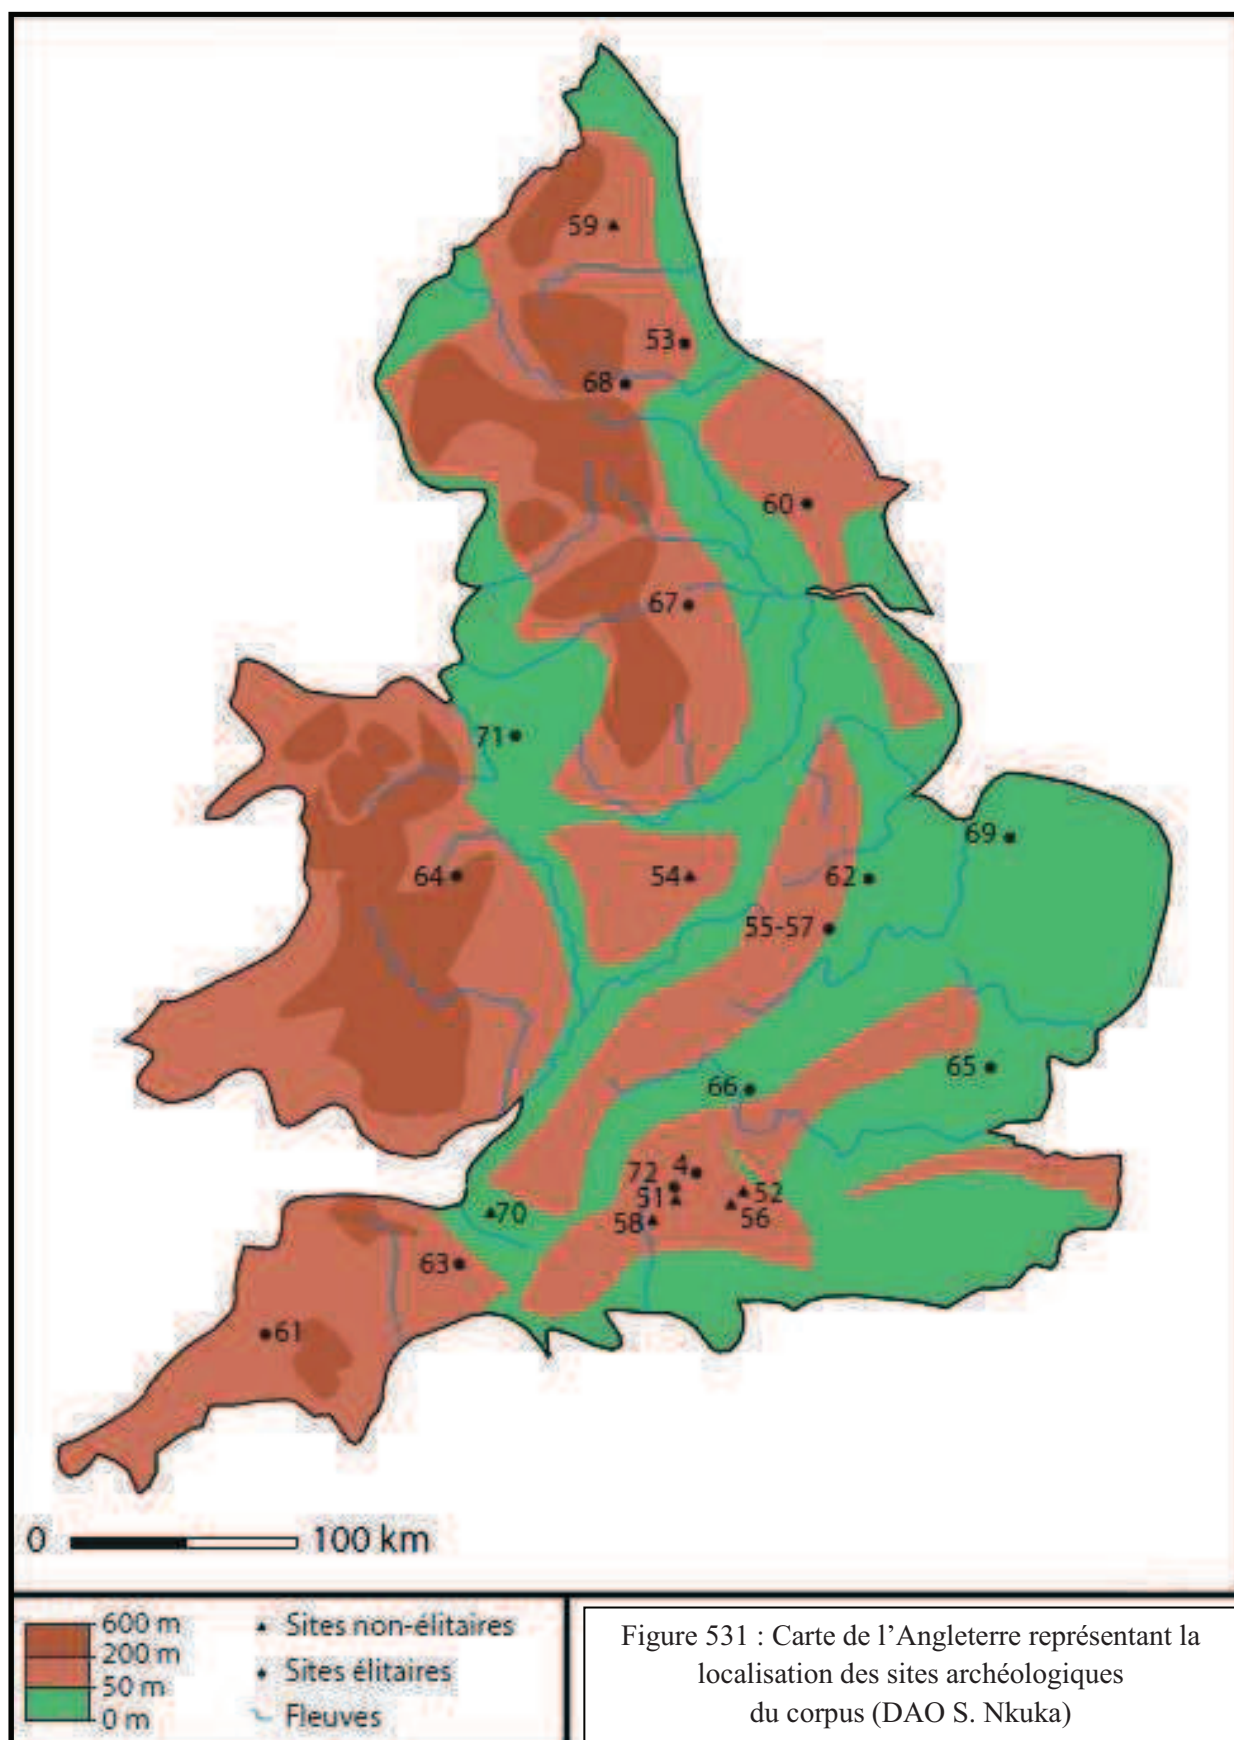 59
53
68
60
67
71
69
64
54
62
55-57
65
66
4
72
51
52
56
58
70
63
61
0 100 km
600 m
200 m
50 m
0 m
Sites non-élitaires
Sites élitaires
Fleuves
Figure 531 : Carte de l’Angleterre représentant la
localisation des sites archéologiques
du corpus (DAO S. Nkuka)